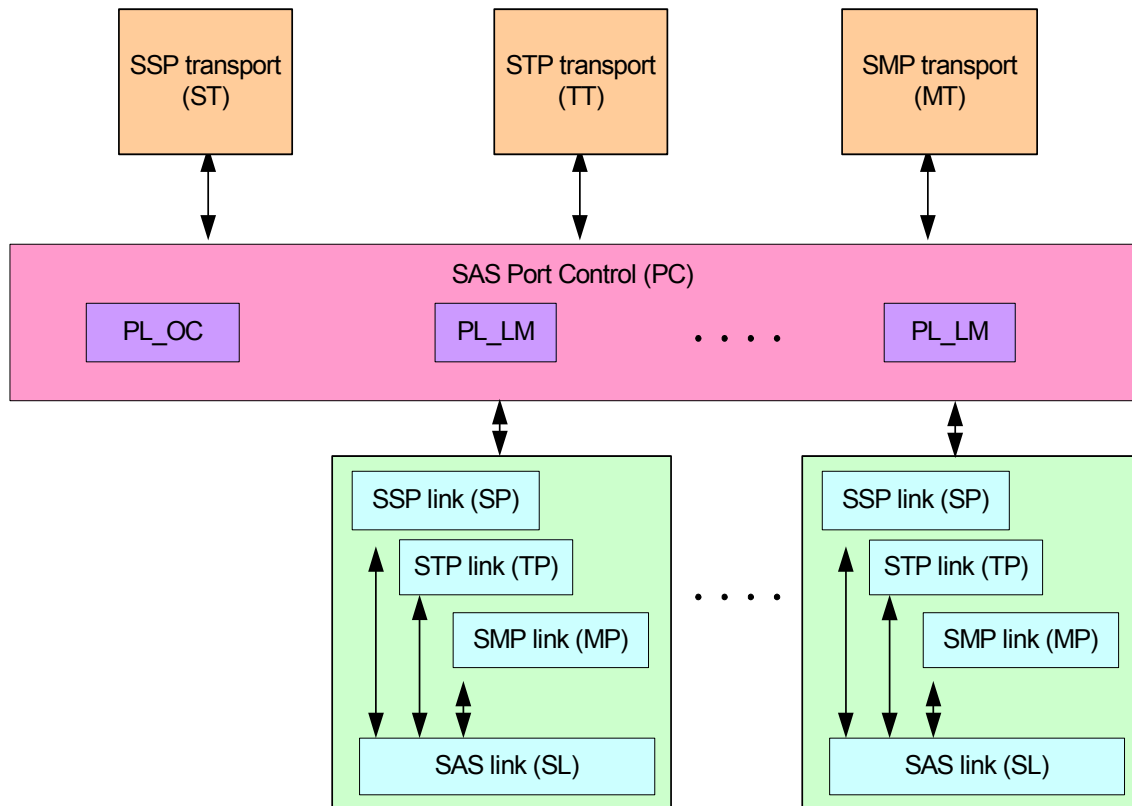 SSP transport
(ST)
STP transport
(TT)
SMP transport
(MT)
SAS Port Control (PC)
PL_OC
PL_LM
. . . .
PL_LM
SSP link (SP)
STP link (TP)
SMP link (MP)
SAS link (SL)
. . . .
SSP link (SP)
STP link (TP)
SMP link (MP)
SAS link (SL)